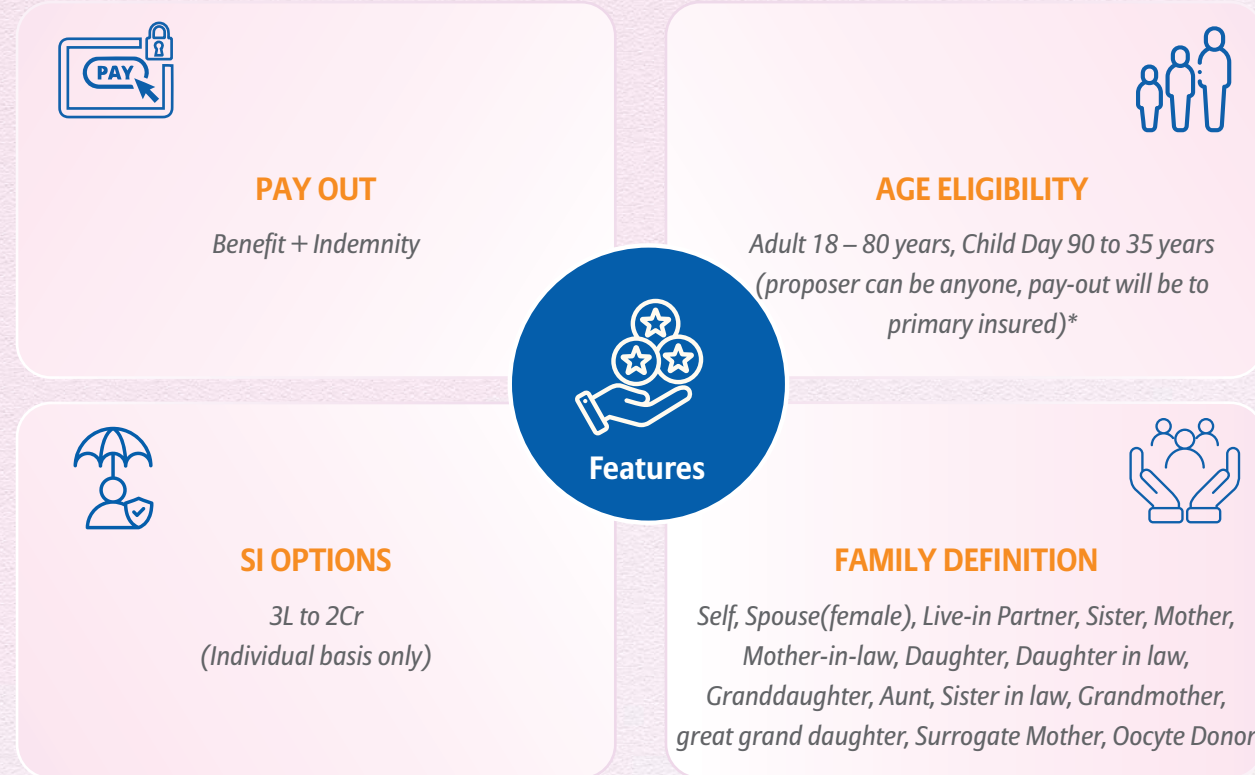 PAY
PAY OUT
Benefit + Indemnity
AGE ELIGIBILITY
Adult 18 – 80 years, Child Day 90 to 35 years
(proposer can be anyone, pay-out will be to
primary insured)*
Features
SI OPTIONS
3L to 2Cr
(Individual basis only)
FAMILY DEFINITION
Self, Spouse(female), Live-in Partner, Sister, Mother,
Mother-in-law, Daughter, Daughter in law,
Granddaughter, Aunt, Sister in law, Grandmother,
great grand daughter, Surrogate Mother, Oocyte Donor